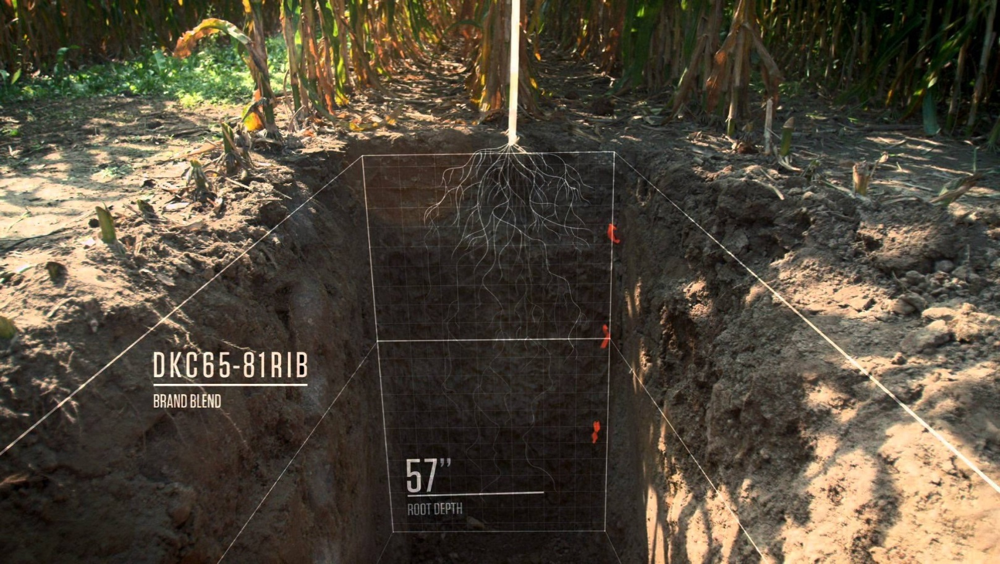 DKC65-81RIB
BRAND BLEND
57”
ROOT DEPTH